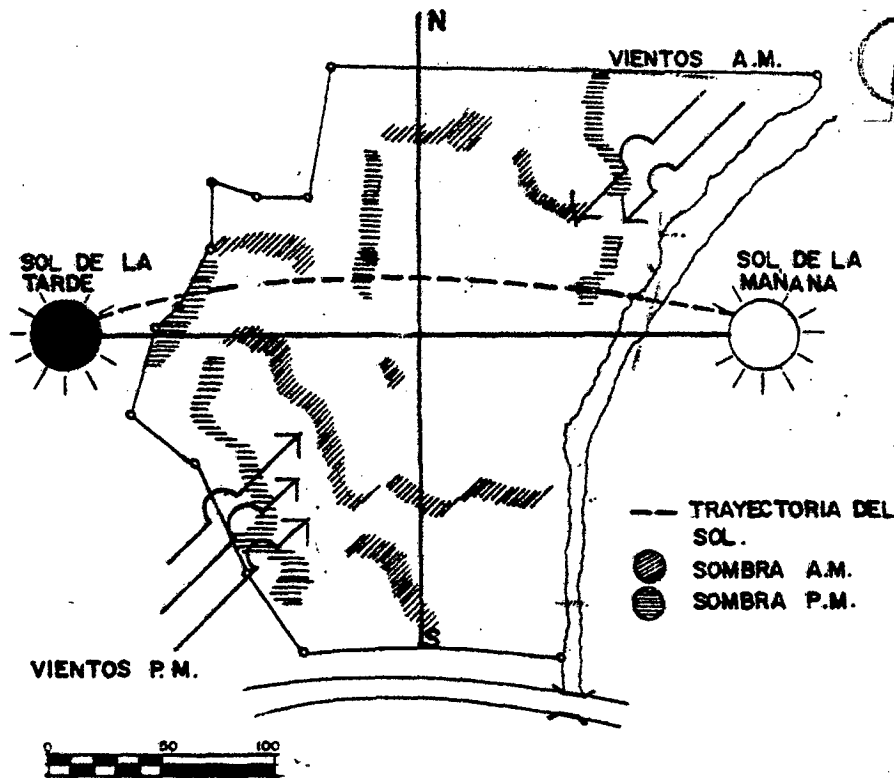 N
VIENTOS A.M.
SOL DE LA
TARDE
SOL DE LA
MAÑANA
TRAYECTORIA DEL
SOL.
SOMBRA A.M.
SOMBRA P.M.
S
VIENTOS P.M.
0 50 100